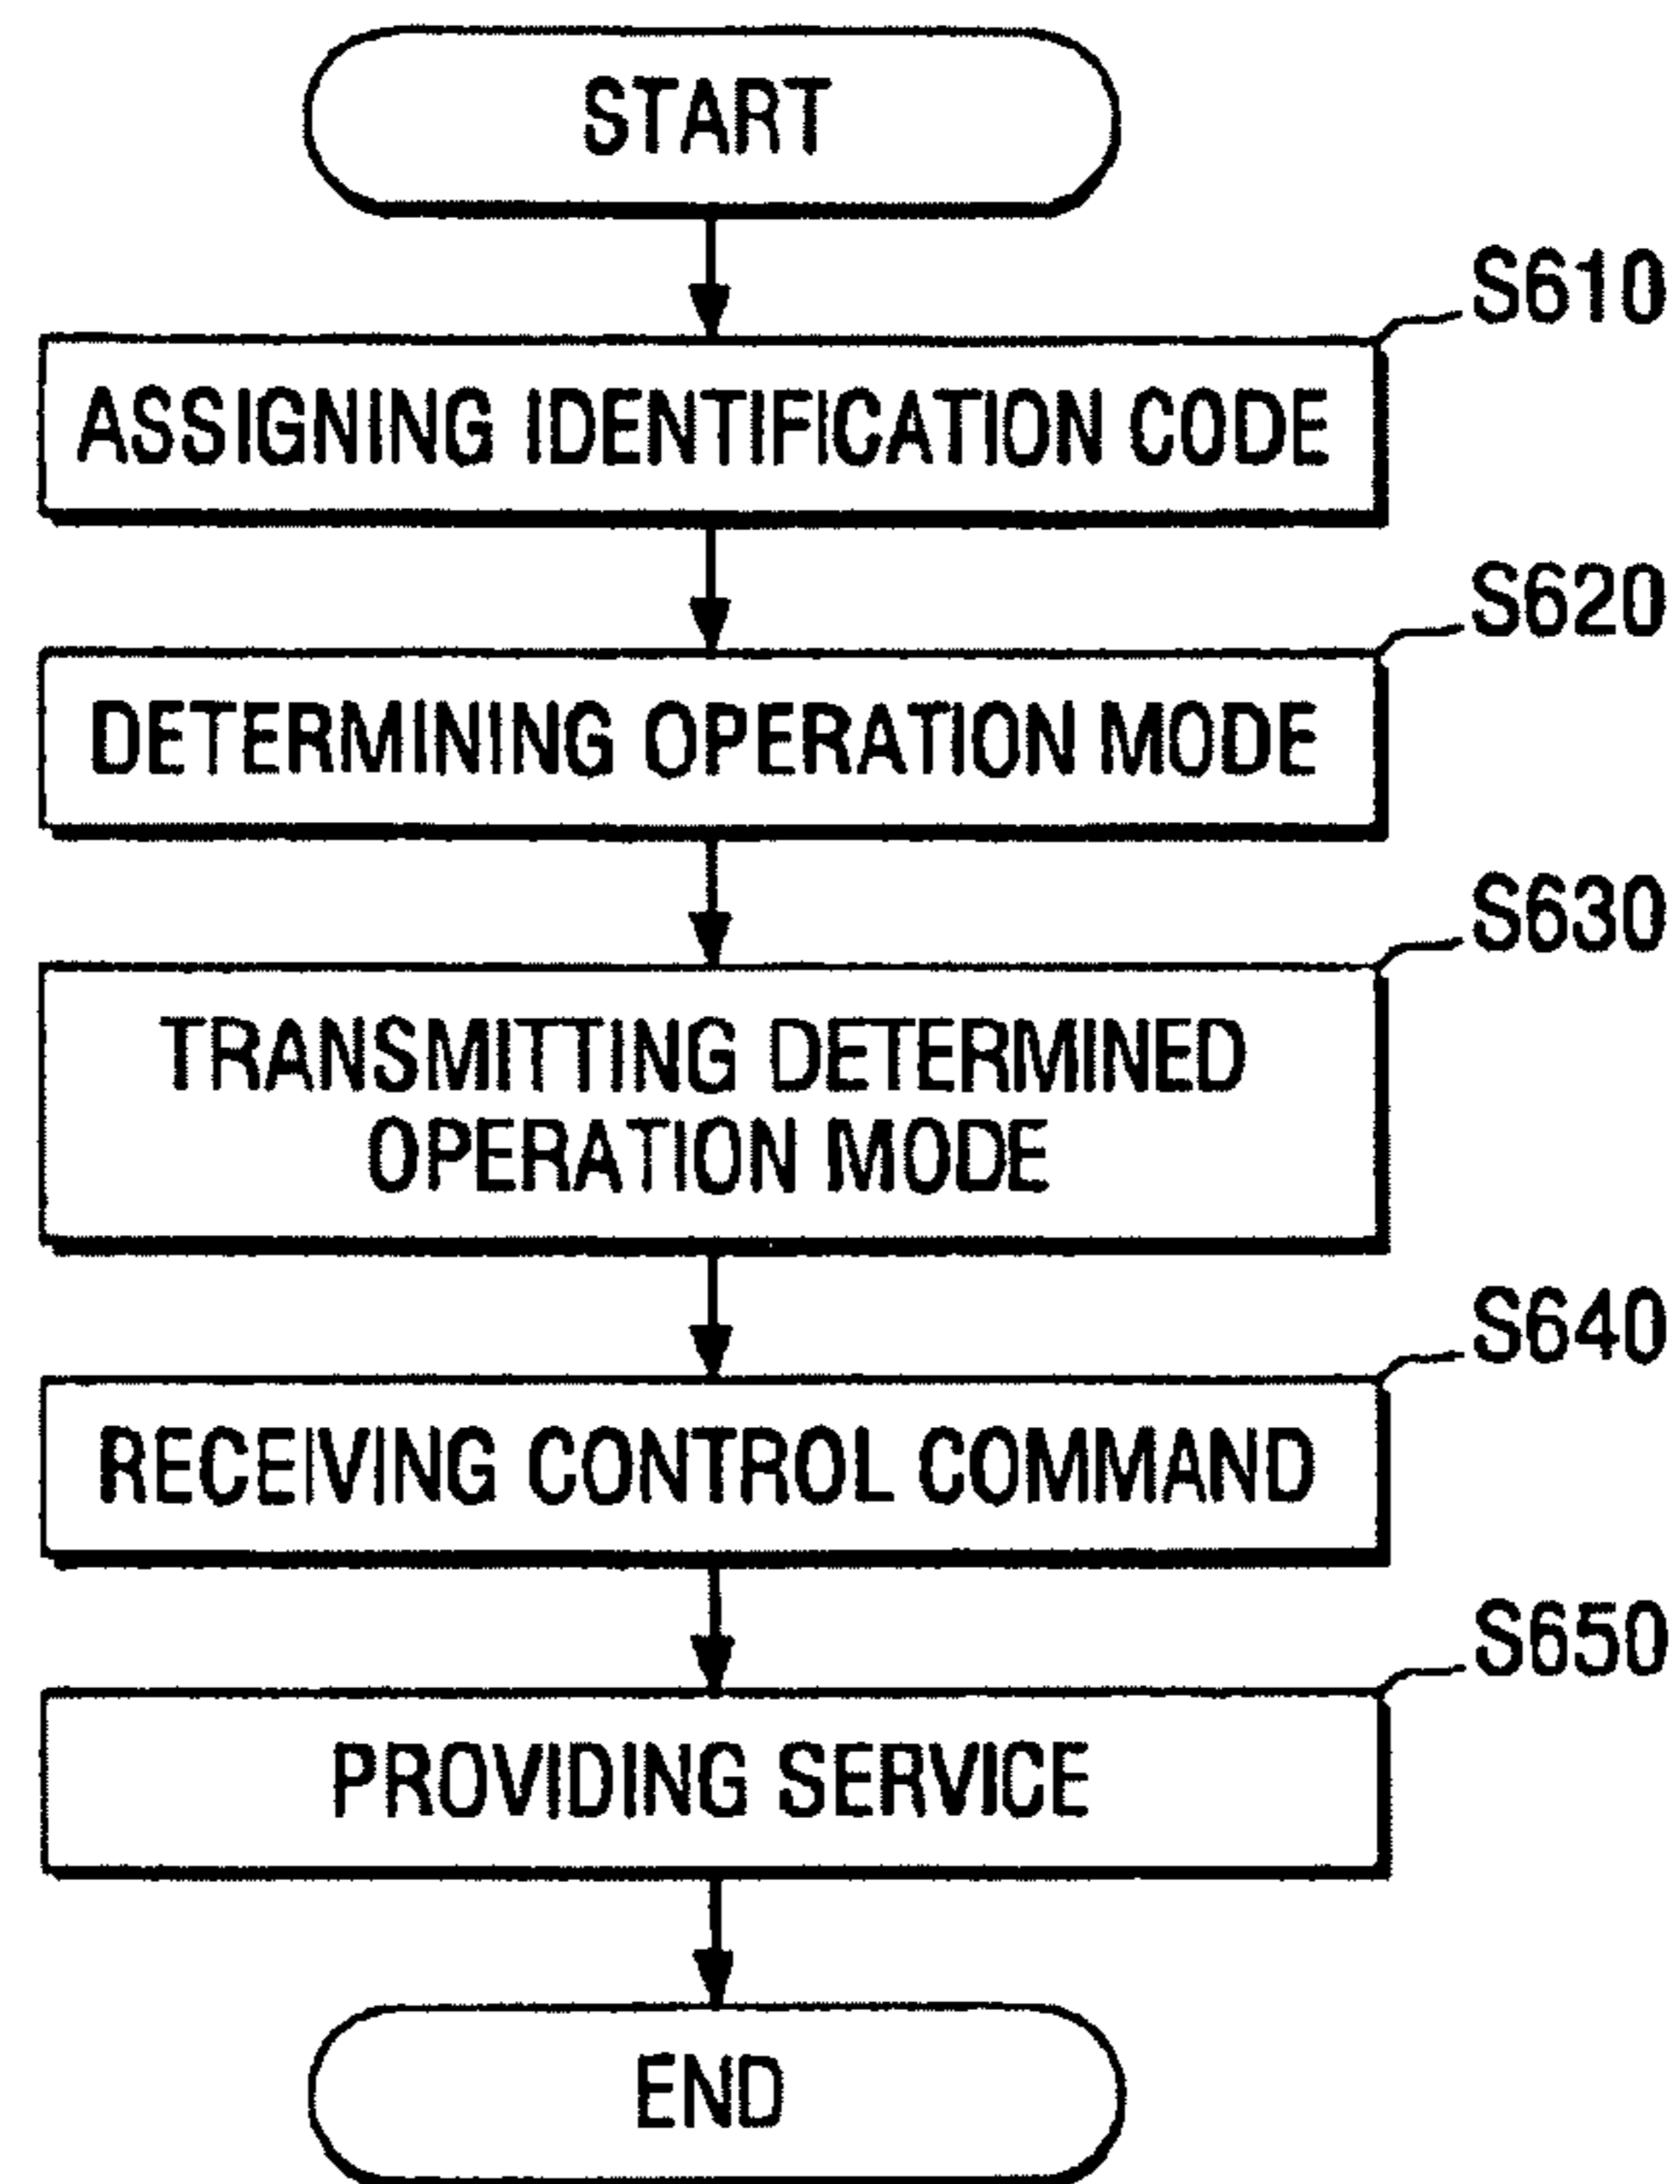 START
S610
ASSIGNING IDENTIFICATION CODE
S620
DETERMINING OPERATION MODE
S630
TRANSMITTING DETERMINED
OPERATION MODE
S640
RECEIVING CONTROL COMMAND
S650
PROVIDING SERVICE
END